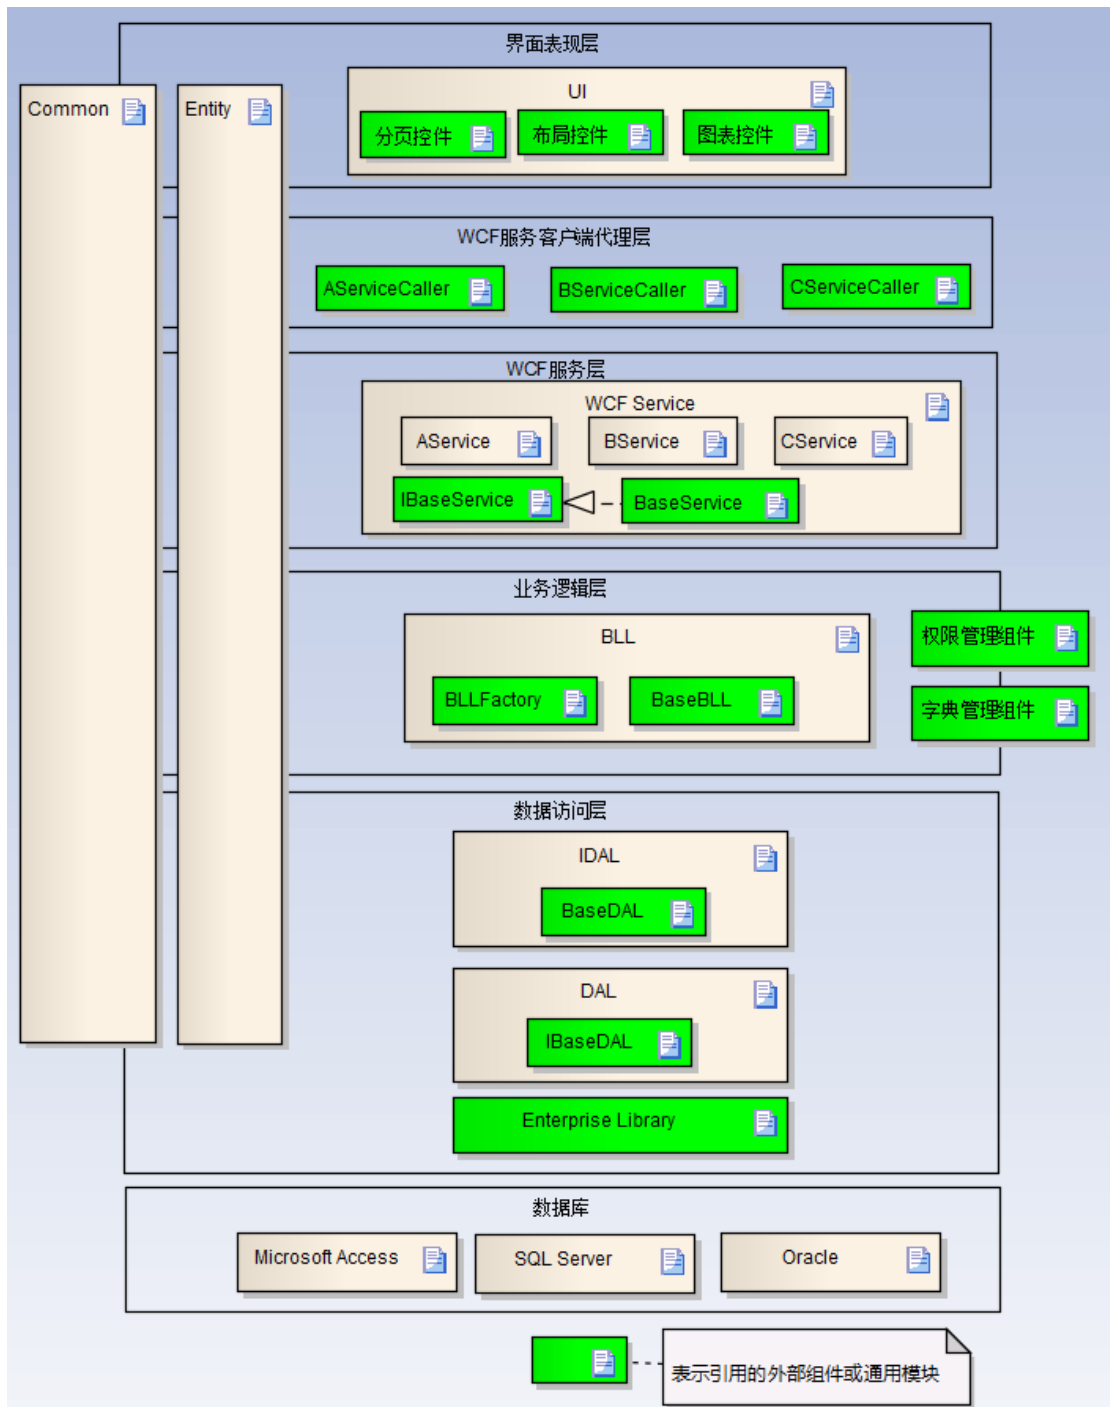 界面表现层
Common
Entity
UI
分页控件
布局控件
图表控件
WCF服务客户端代理层
AServiceCaller
BServiceCaller
CServiceCaller
WCF服务层
WCF Service
AService
BService
CService
IBaseService
BaseService
业务逻辑层
BLL
BLLFactory
BaseBLL
权限管理组件
字典管理组件
数据访问层
IDAL
BaseDAL
DAL
IBaseDAL
Enterprise Library
数据库
Microsoft Access
SQL Server
Oracle
表示引用的外部组件或通用模块